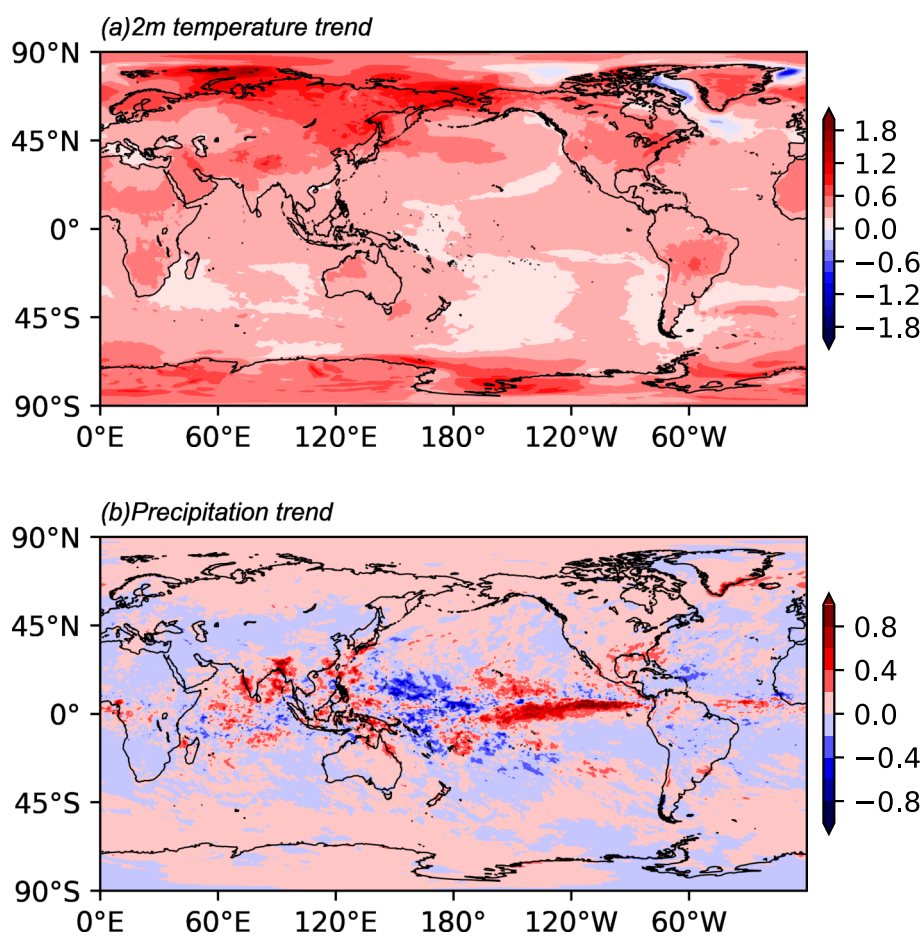 (a)2m temperature trend
90°N
45°N
0°
45°S
90°S
0°E 60°E 120°E 180° 120°W 60°W
1.8
1.2
0.6
0.0
−0.6
−1.2
−1.8
(b)Precipitation trend
90°N
45°N
0°
45°S
90°S
0°E 60°E 120°E 180° 120°W 60°W
0.8
0.4
0.0
−0.4
−0.8